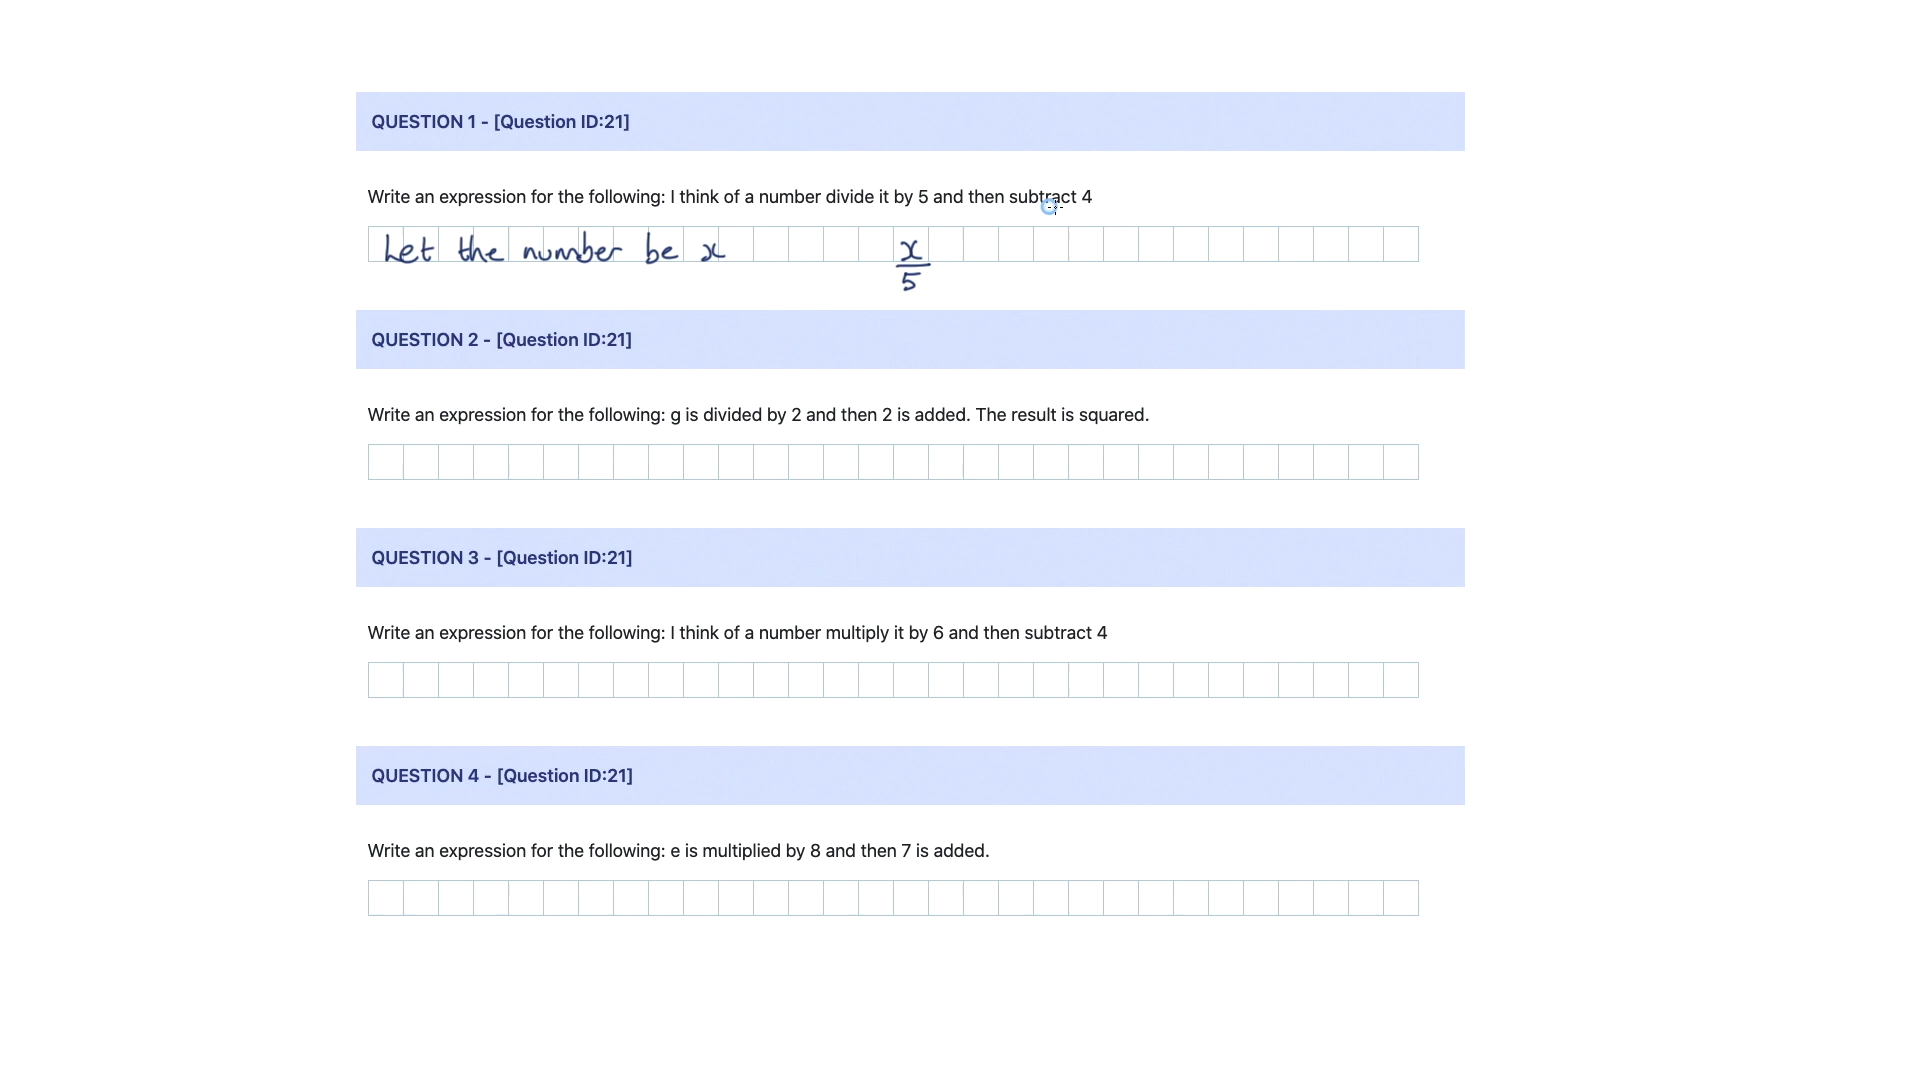 QUESTION 1 - [Question ID:21]
Write an expression for the following: I think of a number divide it by 5 and then subtract 4
Let the number be x
x
5
QUESTION 2 - [Question ID:21]
Write an expression for the following: g is divided by 2 and then 2 is added. The result is squared.
QUESTION 3 - [Question ID:21]
Write an expression for the following: I think of a number multiply it by 6 and then subtract 4
QUESTION 4 - [Question ID:21]
Write an expression for the following: e is multiplied by 8 and then 7 is added.